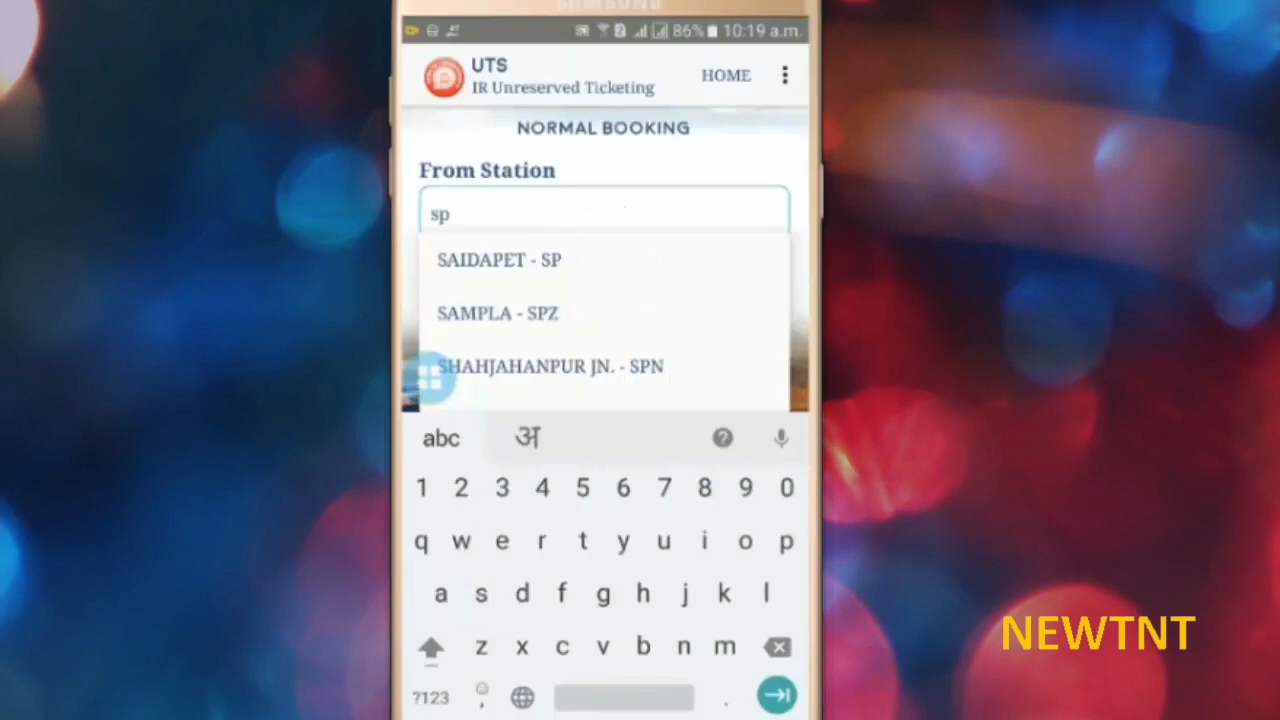 SAMSUNG
86% 10:19 a.m.
UTS
IR Unreserved Ticketing
HOME
NORMAL BOOKING
From Station
sp
SAIDAPET - SP
SAMPLA - SPZ
SHAHJAHANPUR JN. - SPN
abc अ
1 2 3 4 5 6 7 8 9 0
q w e r t y u i o p
a s d f g h j k l
z x c v b n m
?123 , .
NEWTNT